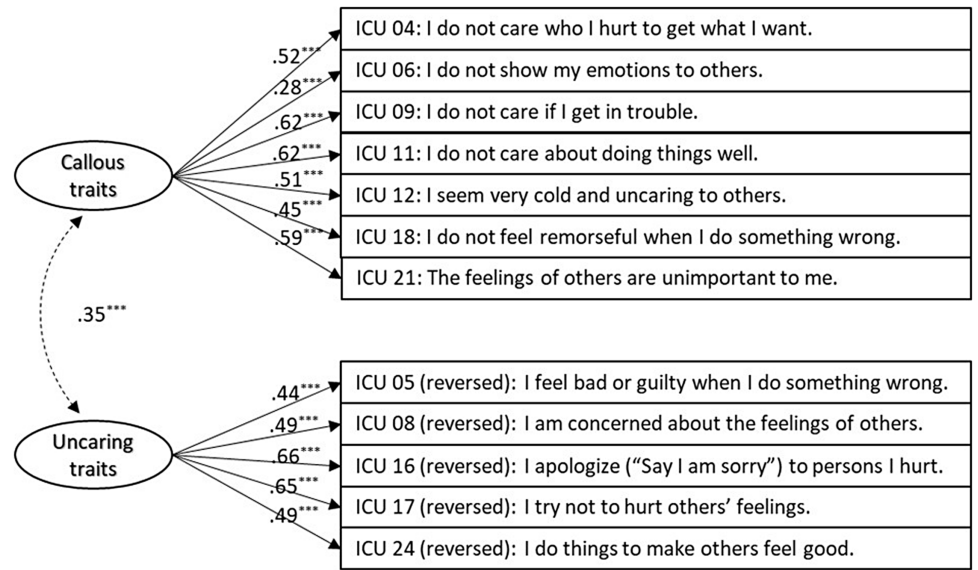 ICU 04: I do not care who I hurt to get what I want.
.52***
ICU 06: I do not show my emotions to others.
.28***
ICU 09: I do not care if I get in trouble.
.62***
Callous
traits
ICU 11: I do not care about doing things well.
.62***
ICU 12: I seem very cold and uncaring to others.
.51***
ICU 18: I do not feel remorseful when I do something wrong.
.45***
ICU 21: The feelings of others are unimportant to me.
.59***
.35***
ICU 05 (reversed): I feel bad or guilty when I do something wrong.
.44***
ICU 08 (reversed): I am concerned about the feelings of others.
.49***
Uncaring
traits
ICU 16 (reversed): I apologize (“Say I am sorry”) to persons I hurt.
.66***
ICU 17 (reversed): I try not to hurt others’ feelings.
.65***
ICU 24 (reversed): I do things to make others feel good.
.49***